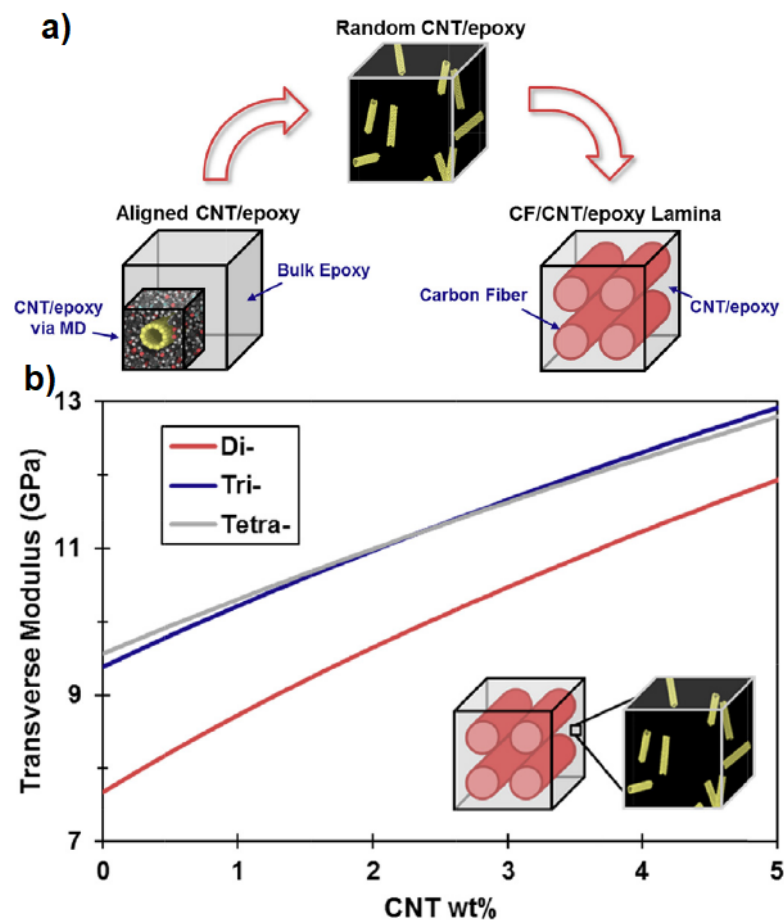 a)
Random CNT/epoxy
Aligned CNT/epoxy
Bulk Epoxy
CNT/epoxy
via MD
CF/CNT/epoxy Lamina
Carbon Fiber
CNT/epoxy
b)
13
11
9
7
Transverse Modulus (GPa)
Di-
Tri-
Tetra-
0 1 2 3 4 5
CNT wt%